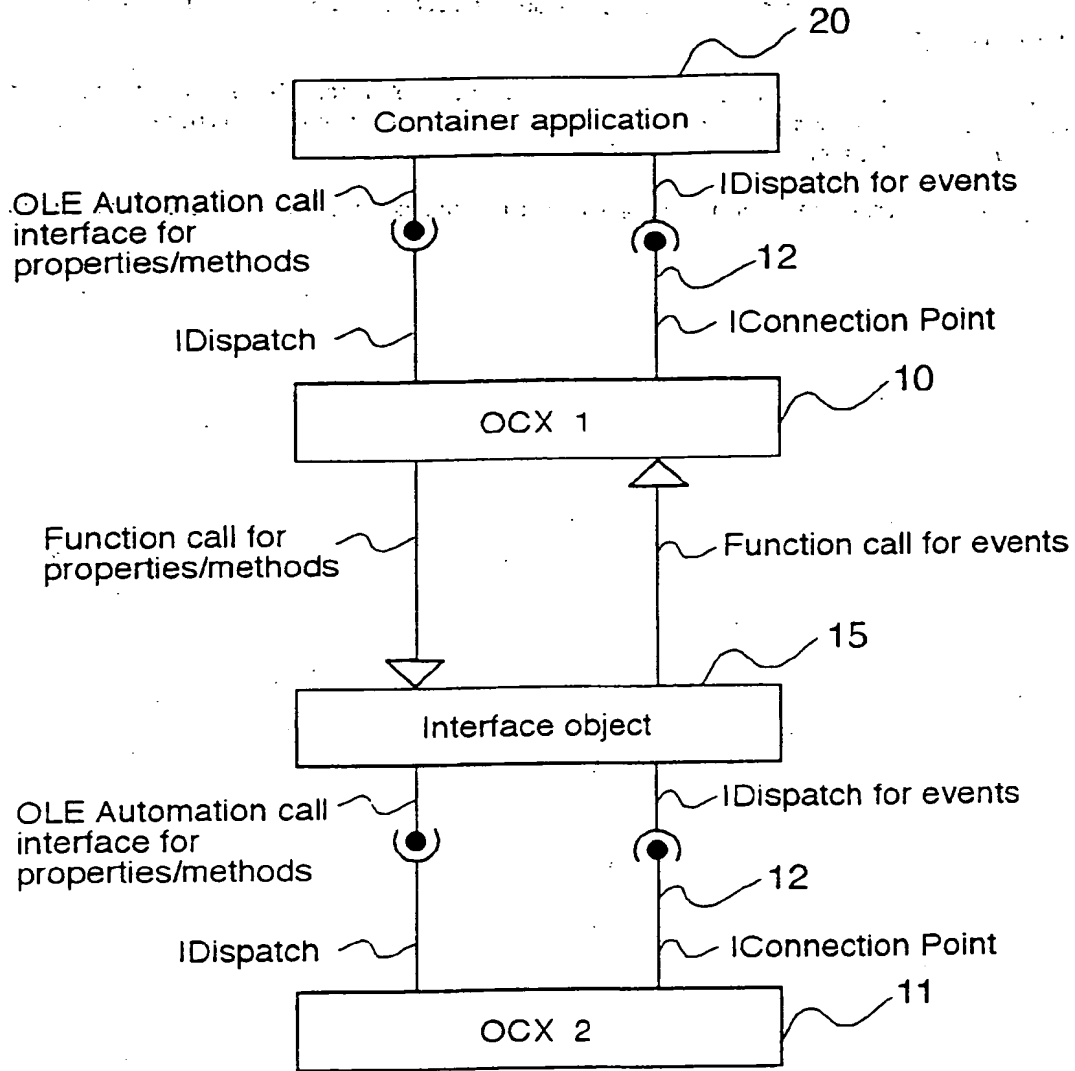 20
Container application
OLE Automation call
interface for
properties/methods
IDispatch for events
12
IDispatch
IConnection Point
10
OCX 1
Function call for
properties/methods
Function call for events
15
Interface object
OLE Automation call
interface for
properties/methods
IDispatch for events
12
IDispatch
IConnection Point
11
OCX 2